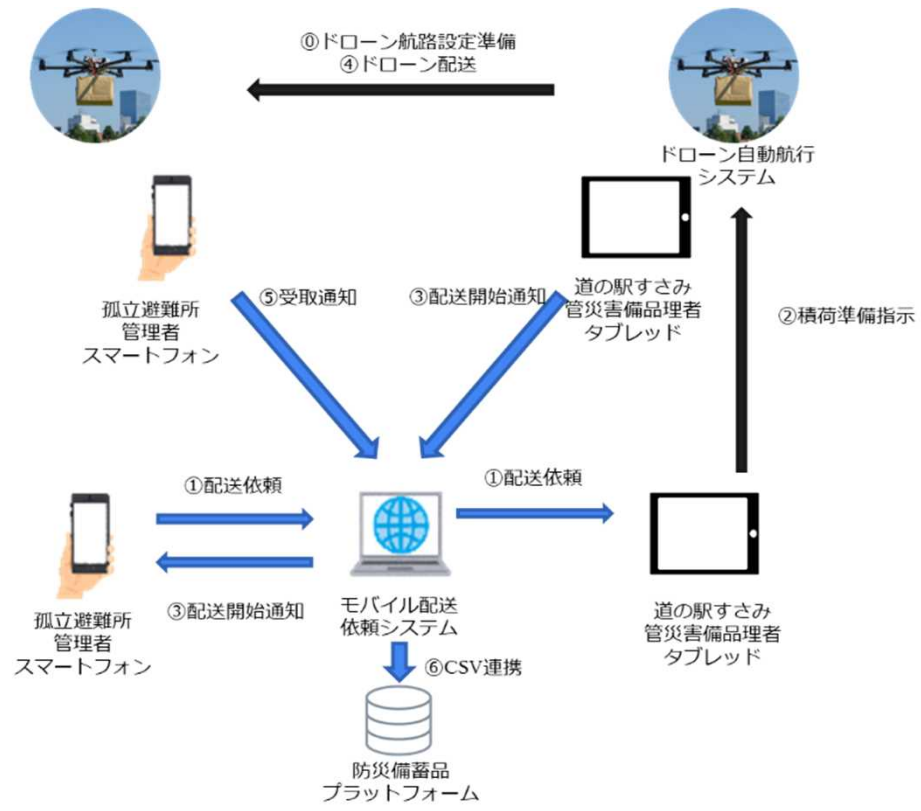 ⓪ドローン航路設定準備
④ドローン配送
ドローン自動航行
システム
孤立避難所
管理者
スマートフォン
⑤受取通知
③配送開始通知
道の駅すさみ
管災害備品理者
タブレッド
②積荷準備指示
①配送依頼
①配送依頼
③配送開始通知
孤立避難所
管理者
スマートフォン
モバイル配送
依頼システム
道の駅すさみ
管災害備品理者
タブレッド
⑥CSV連携
防災備蓄品
プラットフォーム